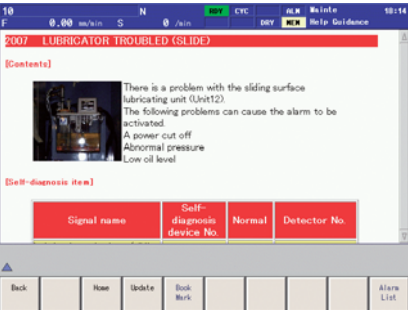 10 N RDY CYC ALM Mainte 18:14
F 0.00 mm/min S 0 /min DRY MEM Help Guidance
2007 LUBRICATOR TROUBLED (SLIDE)
[Contents]
There is a problem with the sliding surface
lubricating unit (Unit12).
The following problems can cause the alarm to be
activated.
A power cut off
Abnormal pressure
Low oil level
[Self-diagnosis item]
Signal name Self-diagnosis device No. Normal Detector No.
Back Home Update Book Mark Alarm List